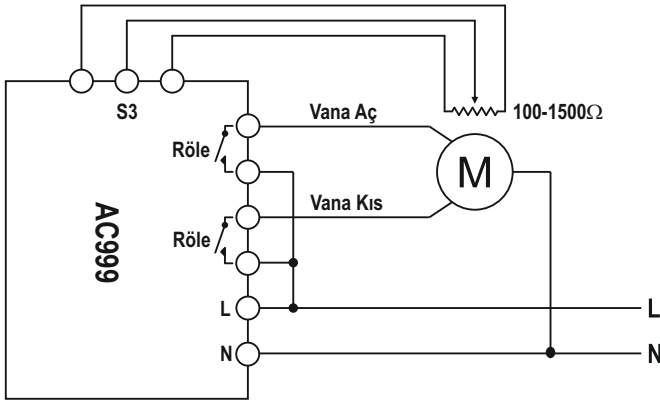 S3
100-1500Ω
Vana Aç
Röle
M
Vana Kıs
Röle
AC999
L
L
N
N